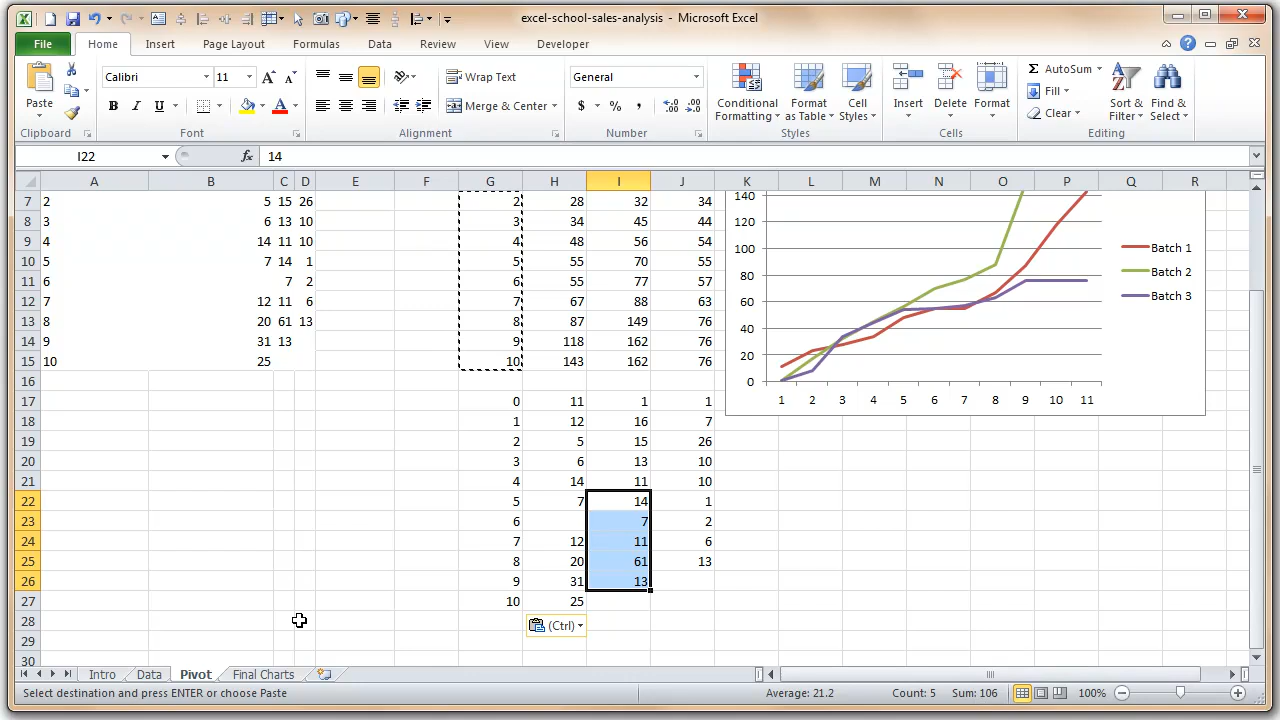 excel-school-sales-analysis - Microsoft Excel
File Home Insert Page Layout Formulas Data Review View Developer
Calibri 11 Wrap Text General AutoSum
Paste B I U Merge & Center $ % , Conditional Formatting Format as Table Cell Styles Insert Delete Format Fill Sort & Filter Find & Select
Clear
Clipboard Font Alignment Number Styles Cells Editing
I22 fx 14
A B C D E F G H I J K L M N O P Q R
7 2 5 15 26 2 28 32 34 140
8 3 6 13 10 3 34 45 44 120
9 4 14 11 10 4 48 56 54 100 Batch 1
10 5 7 14 1 5 55 70 55 80 Batch 2
11 6 7 2 6 55 77 57
12 7 12 11 6 7 67 88 63 60 Batch 3
13 8 20 61 13 8 87 149 76 40
14 9 31 13 9 118 162 76 20
15 10 25 10 143 162 76 0
16
17 0 11 1 1 1 2 3 4 5 6 7 8 9 10 11
18 1 12 16 7
19 2 5 15 26
20 3 6 13 10
21 4 14 11 10
22 5 7 14 1
23 6 7 2
24 7 12 11 6
25 8 20 61 13
26 9 31 13
27 10 25
28 (Ctrl)
29
30
Intro Data Pivot Final Charts
Select destination and press ENTER or choose Paste Average: 21.2 Count: 5 Sum: 106 100%